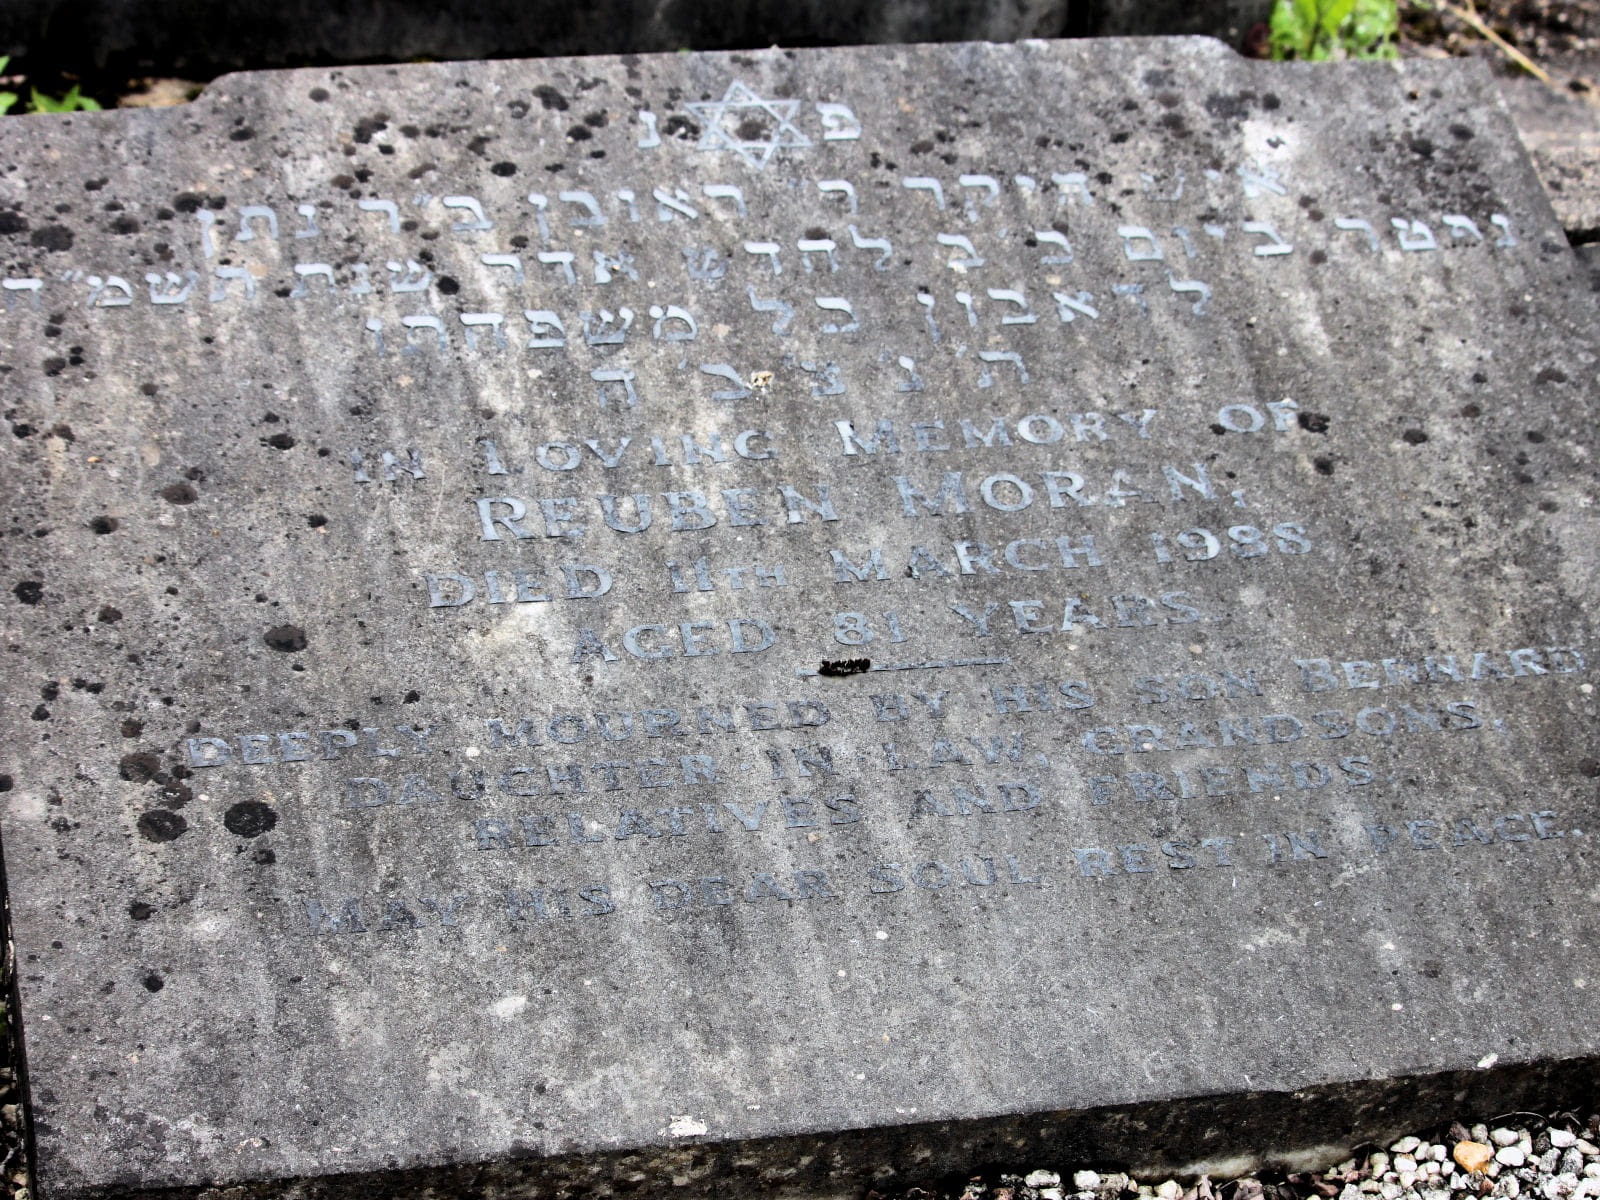 פ נ
איש היקר ר' ראובן ב"ר נתן
נפטר ביום כ'ב לחדש אדר שנת תשמ"ח
לדאבון כל משפחתו
ת' נ' צ' ב' ה
IN LOVING MEMORY OF
REUBEN MORAN,
DIED 11TH MARCH 1988
AGED 81 YEARS.
DEEPLY MOURNED BY HIS SON BERNARD
DAUGHTER-IN-LAW, GRANDSONS,
RELATIVES AND FRIENDS.
MAY HIS DEAR SOUL REST IN PEACE.